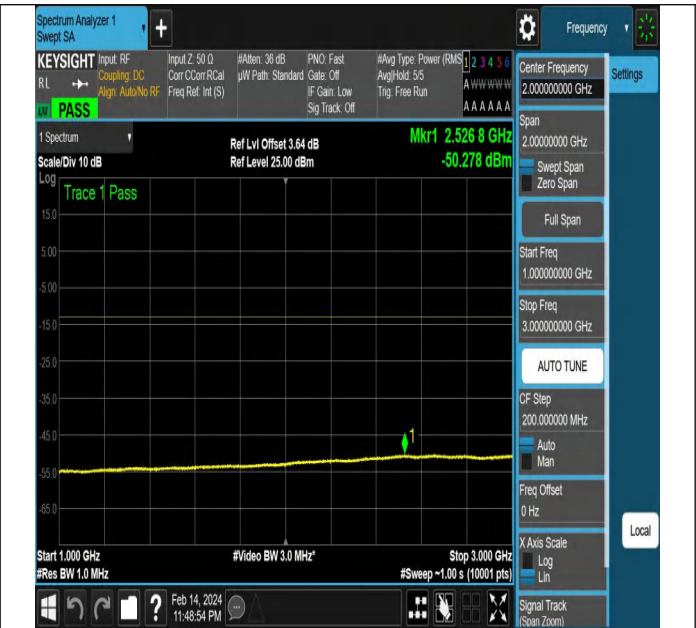 Spectrum Analyzer 1
Swept SA
+
Frequency
KEYSIGHT
RL
PASS
Input: RF
Coupling: DC
Align: Auto/No RF
Input Z: 50 Ω
Corr CCorr RCal
Freq Ref: Int (S)
#Atten: 36 dB
µW Path: Standard
PNO: Fast
Gate: Off
IF Gain: Low
Sig Track: Off
#Avg Type: Power (RMS
Avg|Hold: 5/5
Trig: Free Run
1 2 3 4 5 6
A W W W W W
A A A A A A
1 Spectrum
Scale/Div 10 dB
Ref Lvl Offset 3.64 dB
Ref Level 25.00 dBm
Mkr1 2.526 8 GHz
-50.278 dBm
Log
Trace 1 Pass
15.0
5.00
-5.00
-15.0
-25.0
-35.0
-45.0
-55.0
-65.0
1
Start 1.000 GHz
#Res BW 1.0 MHz
#Video BW 3.0 MHz*
Stop 3.000 GHz
#Sweep ~1.00 s (10001 pts)
?
Feb 14, 2024
11:48:54 PM
Center Frequency
2.000000000 GHz
Span
2.00000000 GHz
Swept Span
Zero Span
Full Span
Start Freq
1.000000000 GHz
Stop Freq
3.000000000 GHz
AUTO TUNE
CF Step
200.000000 MHz
Auto
Man
Freq Offset
0 Hz
X Axis Scale
Log
Lin
Signal Track
(Span Zoom)
Settings
Local